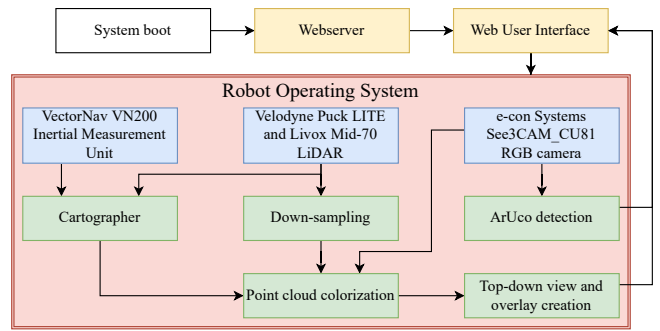 System boot
Webserver
Web User Interface
Robot Operating System
VectorNav VN200
Inertial Measurement
Unit
Velodyne Puck LITE
and Livox Mid-70
LiDAR
e-con Systems
See3CAM_CU81
RGB camera
Cartographer
Down-sampling
ArUco detection
Point cloud colorization
Top-down view and
overlay creation